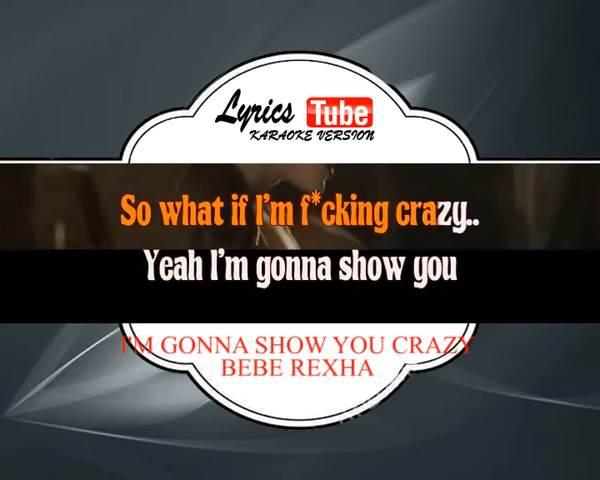 Lyrics Tube
KARAOKE VERSION
So what if I'm f*cking crazy..
Yeah I'm gonna show you
I'M GONNA SHOW YOU CRAZY
BEBE REXHA